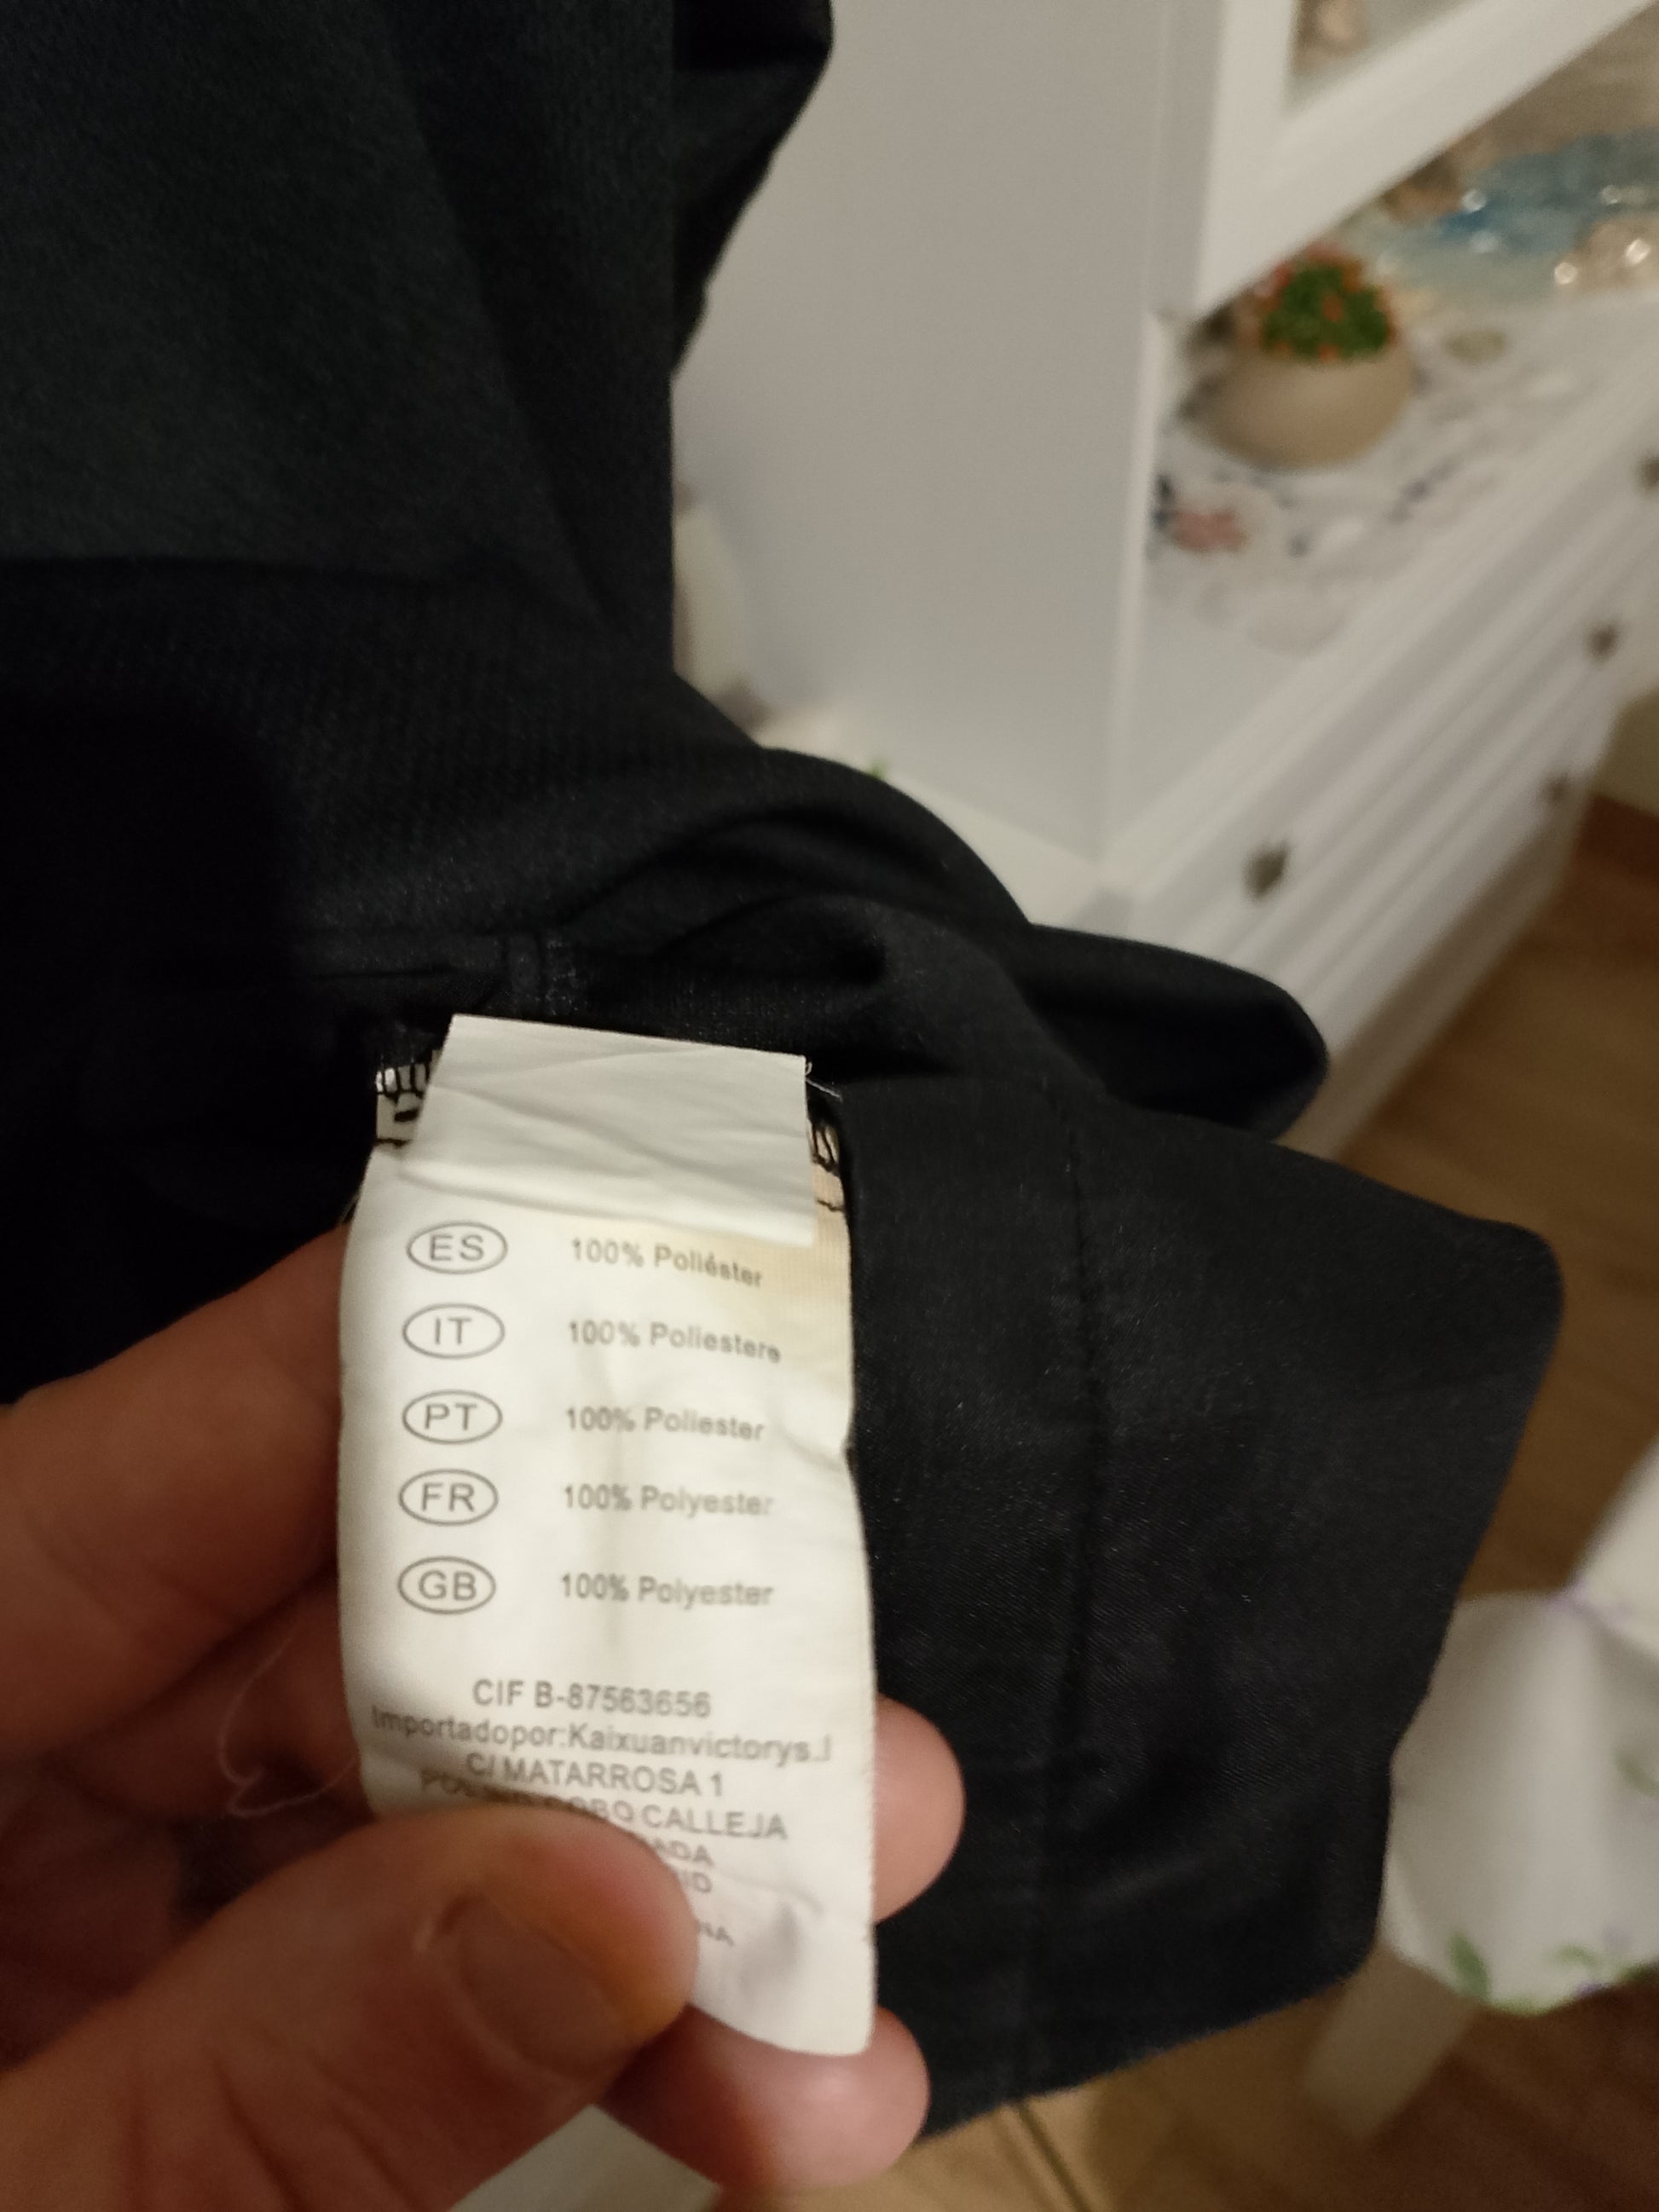 ES 100% Poliéster
IT 100% Poliestere
PT 100% Poliester
FR 100% Polyester
GB 100% Polyester
CIF B-87563656
Importadopor:Kaixuanvictorys.l
C/ MATARROSA 1
CALLEJA